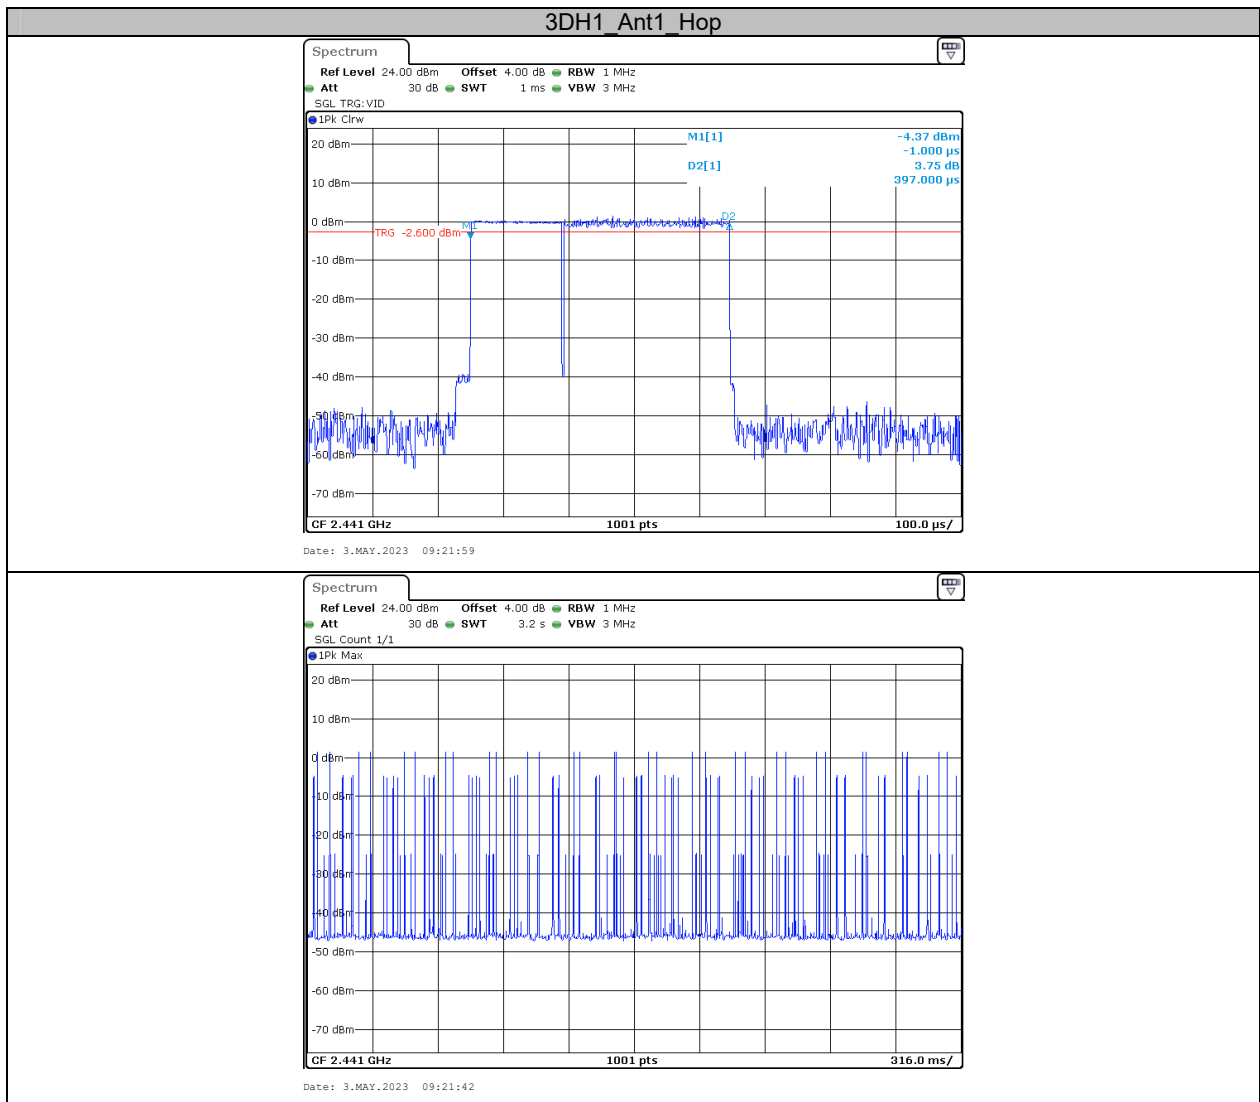 3DH1_Ant1_Hop
Spectrum
Ref Level 24.00 dBm Offset 4.00 dB RBW 1 MHz
Att 30 dB SWT 1 ms VBW 3 MHz
SGL TRG:VID
1Pk Clrw
M1[1] -4.37 dBm
-1.000 µs
D2[1] 3.75 dB
397.000 µs
20 dBm
10 dBm
0 dBm
M1
D2
TRG -2.600 dBm
-10 dBm
-20 dBm
-30 dBm
-40 dBm
-50 dBm
-60 dBm
-70 dBm
CF 2.441 GHz 1001 pts 100.0 µs/
Date: 3.MAY.2023 09:21:59
Spectrum
Ref Level 24.00 dBm Offset 4.00 dB RBW 1 MHz
Att 30 dB SWT 3.2 s VBW 3 MHz
SGL Count 1/1
1Pk Max
20 dBm
10 dBm
0 dBm
-10 dBm
-20 dBm
-30 dBm
-40 dBm
-50 dBm
-60 dBm
-70 dBm
CF 2.441 GHz 1001 pts 316.0 ms/
Date: 3.MAY.2023 09:21:42